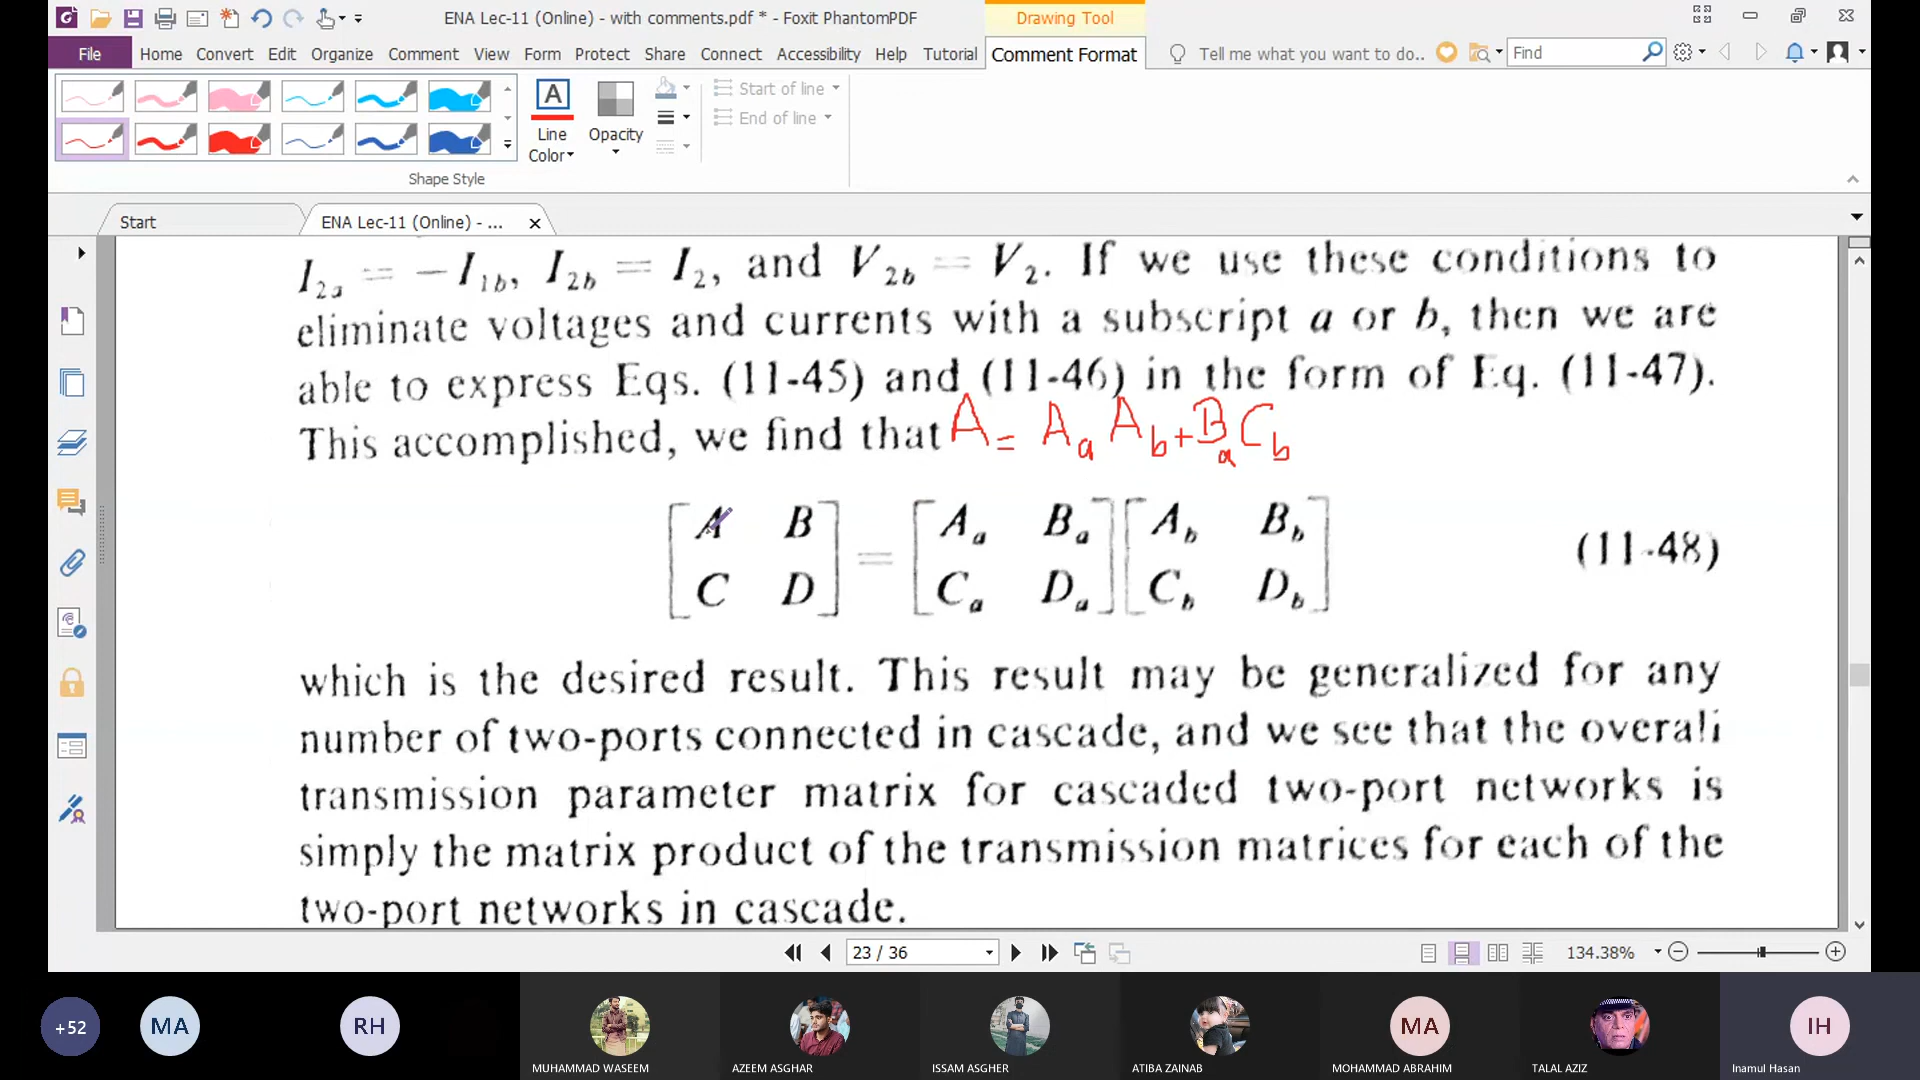 ENA Lec-11 (Online) - with comments.pdf * - Foxit PhantomPDF
Drawing Tool
File Home Convert Edit Organize Comment View Form Protect Share Connect Accessibility Help Tutorial Comment Format Tell me what you want to do.. Find
Start of line
End of line
Line Color
Opacity
Shape Style
Start
ENA Lec-11 (Online) - ...
I2a = −I1b, I2b = I2, and V2b = V2. If we use these conditions to
eliminate voltages and currents with a subscript a or b, then we are
able to express Eqs. (11-45) and (11-46) in the form of Eq. (11-47).
This accomplished, we find that A = Aa Ab + Ba Cb
[A B] = [Aa Ba] [Ab Bb]
[C D] [Ca Da] [Cb Db] (11-48)
which is the desired result. This result may be generalized for any
number of two-ports connected in cascade, and we see that the overall
transmission parameter matrix for cascaded two-port networks is
simply the matrix product of the transmission matrices for each of the
two-port networks in cascade.
23 / 36
134.38%
+52 MA RH MA IH
MUHAMMAD WASEEM AZEEM ASGHAR ISSAM ASGHER ATIBA ZAINAB MOHAMMAD ABRAHIM TALAL AZIZ Inamul Hasan